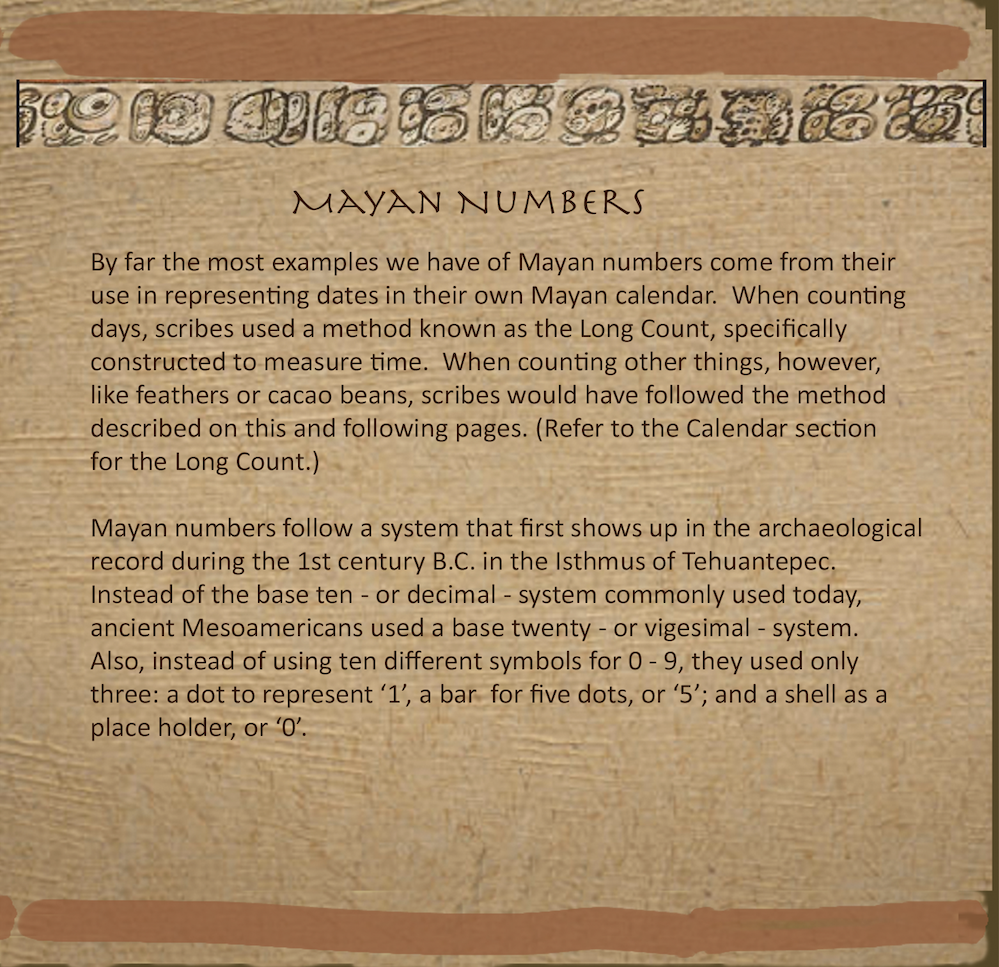 Mayan Numbers
By far the most examples we have of Mayan numbers come from their
use in representing dates in their own Mayan calendar.  When counting
days, scribes used a method known as the Long Count, specifically
constructed to measure time.  When counting other things, however,
like feathers or cacao beans, scribes would have followed the method
described on this and following pages. (Refer to the Calendar section
for the Long Count.)
Mayan numbers follow a system that first shows up in the archaeological
record during the 1st century B.C. in the Isthmus of Tehuantepec.
Instead of the base ten - or decimal - system commonly used today,
ancient Mesoamericans used a base twenty - or vigesimal - system.
Also, instead of using ten different symbols for 0 - 9, they used only
three: a dot to represent ‘1’, a bar  for five dots, or ‘5’; and a shell as a
place holder, or ‘0’.